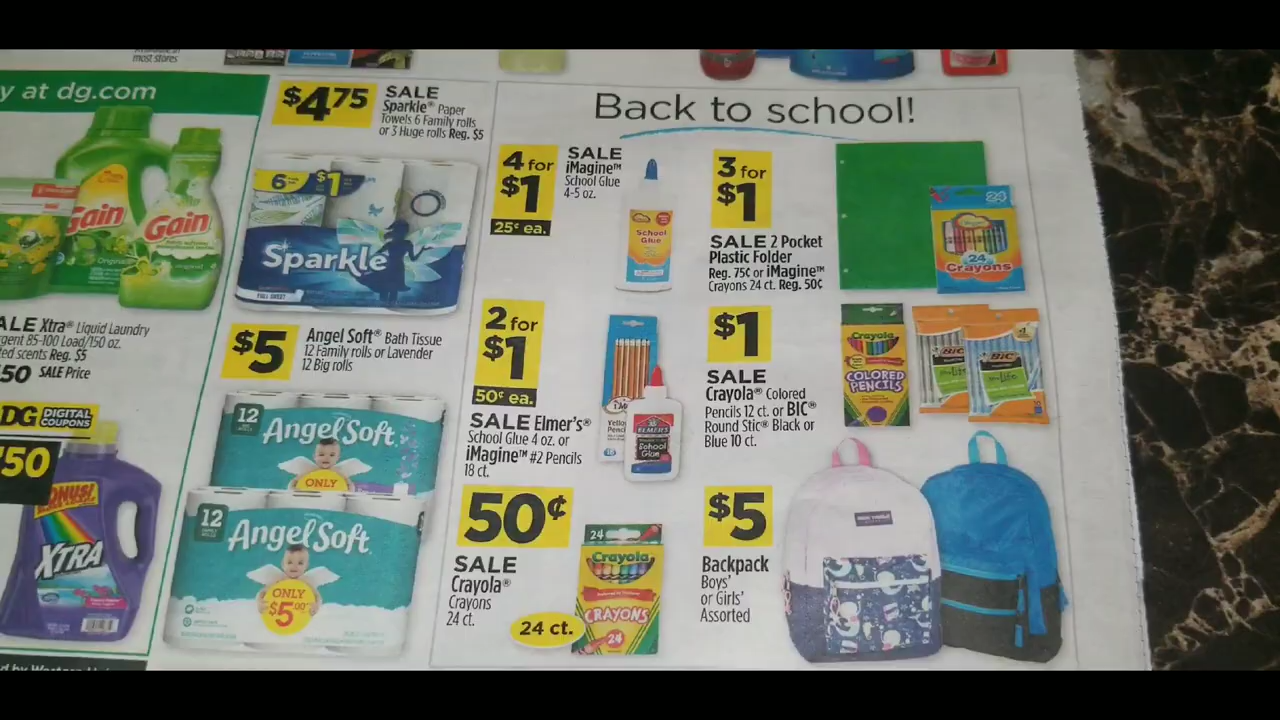 most stores
y at dg.com
Gain
Gain
original
ALE Xtra® Liquid Laundry
rgent 85-100 Load/150 oz.
ted scents Reg. $5
50 SALE Price
DG DIGITAL
COUPONS
50
BONUS!
XTRA
$4.75
SALE
Sparkle® Paper
Towels 6 Family rolls
or 3 Huge rolls Reg. $5
6
$1
Sparkle
FULL SHEET
$5
Angel Soft® Bath Tissue
12 Family rolls or Lavender
12 Big rolls
12
Angel Soft
ONLY
12
Angel Soft
ONLY
$5.00
Back to school!
4 for
$1
25¢ ea.
SALE
iMagine™
School Glue
4-5 oz.
School
Glue
3 for
$1
SALE 2 Pocket
Plastic Folder
Reg. 75¢ or iMagine™
Crayons 24 ct. Reg. 50¢
24
24
Crayons
2 for
$1
50¢ ea.
SALE Elmer's®
School Glue 4 oz. or
iMagine™ #2 Pencils
18 ct.
ELMER'S
School
Glue
$1
SALE
Crayola® Colored
Pencils 12 ct. or BIC®
Round Stic® Black or
Blue 10 ct.
Crayola
COLORED
PENCILS
BIC
BIC
50¢
SALE
Crayola®
Crayons
24 ct.
24 ct.
24
Crayola
CRAYONS
24
$5
Backpack
Boys'
or Girls'
Assorted